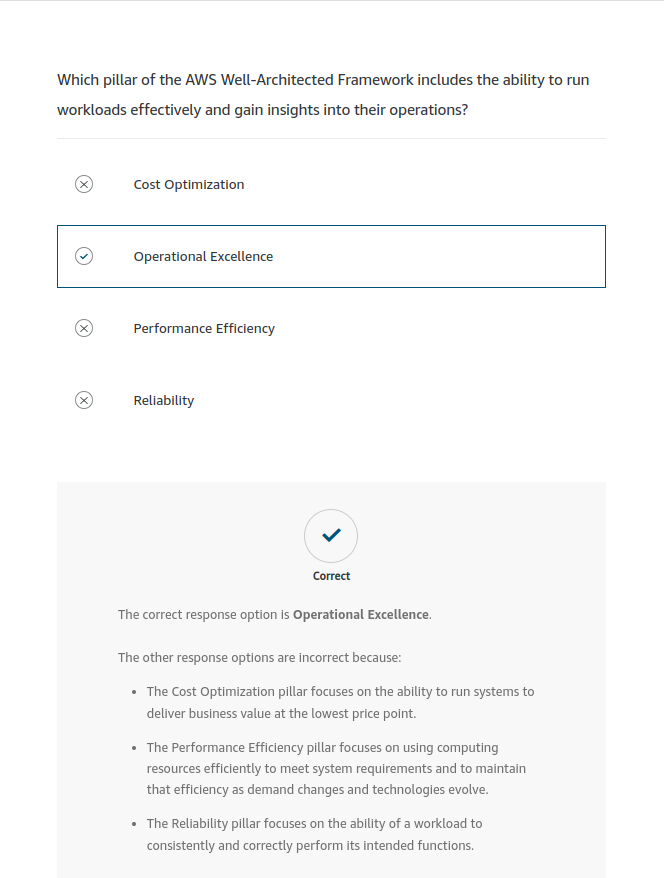 Which pillar of the AWS Well-Architected Framework includes the ability to run
workloads effectively and gain insights into their operations?
Cost Optimization
Operational Excellence
Performance Efficiency
Reliability
Correct
The correct response option is Operational Excellence.
The other response options are incorrect because:
• The Cost Optimization pillar focuses on the ability to run systems to
deliver business value at the lowest price point.
• The Performance Efficiency pillar focuses on using computing
resources efficiently to meet system requirements and to maintain
that efficiency as demand changes and technologies evolve.
• The Reliability pillar focuses on the ability of a workload to
consistently and correctly perform its intended functions.